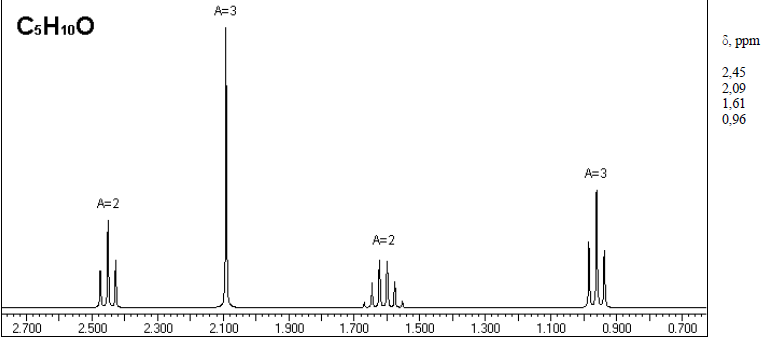 A=3
C₅H₁₀O
δ, ppm
2,45
2,09
1,61
0,96
A=3
A=2
A=2
2.700 2.500 2.300 2.100 1.900 1.700 1.500 1.300 1.100 0.900 0.700